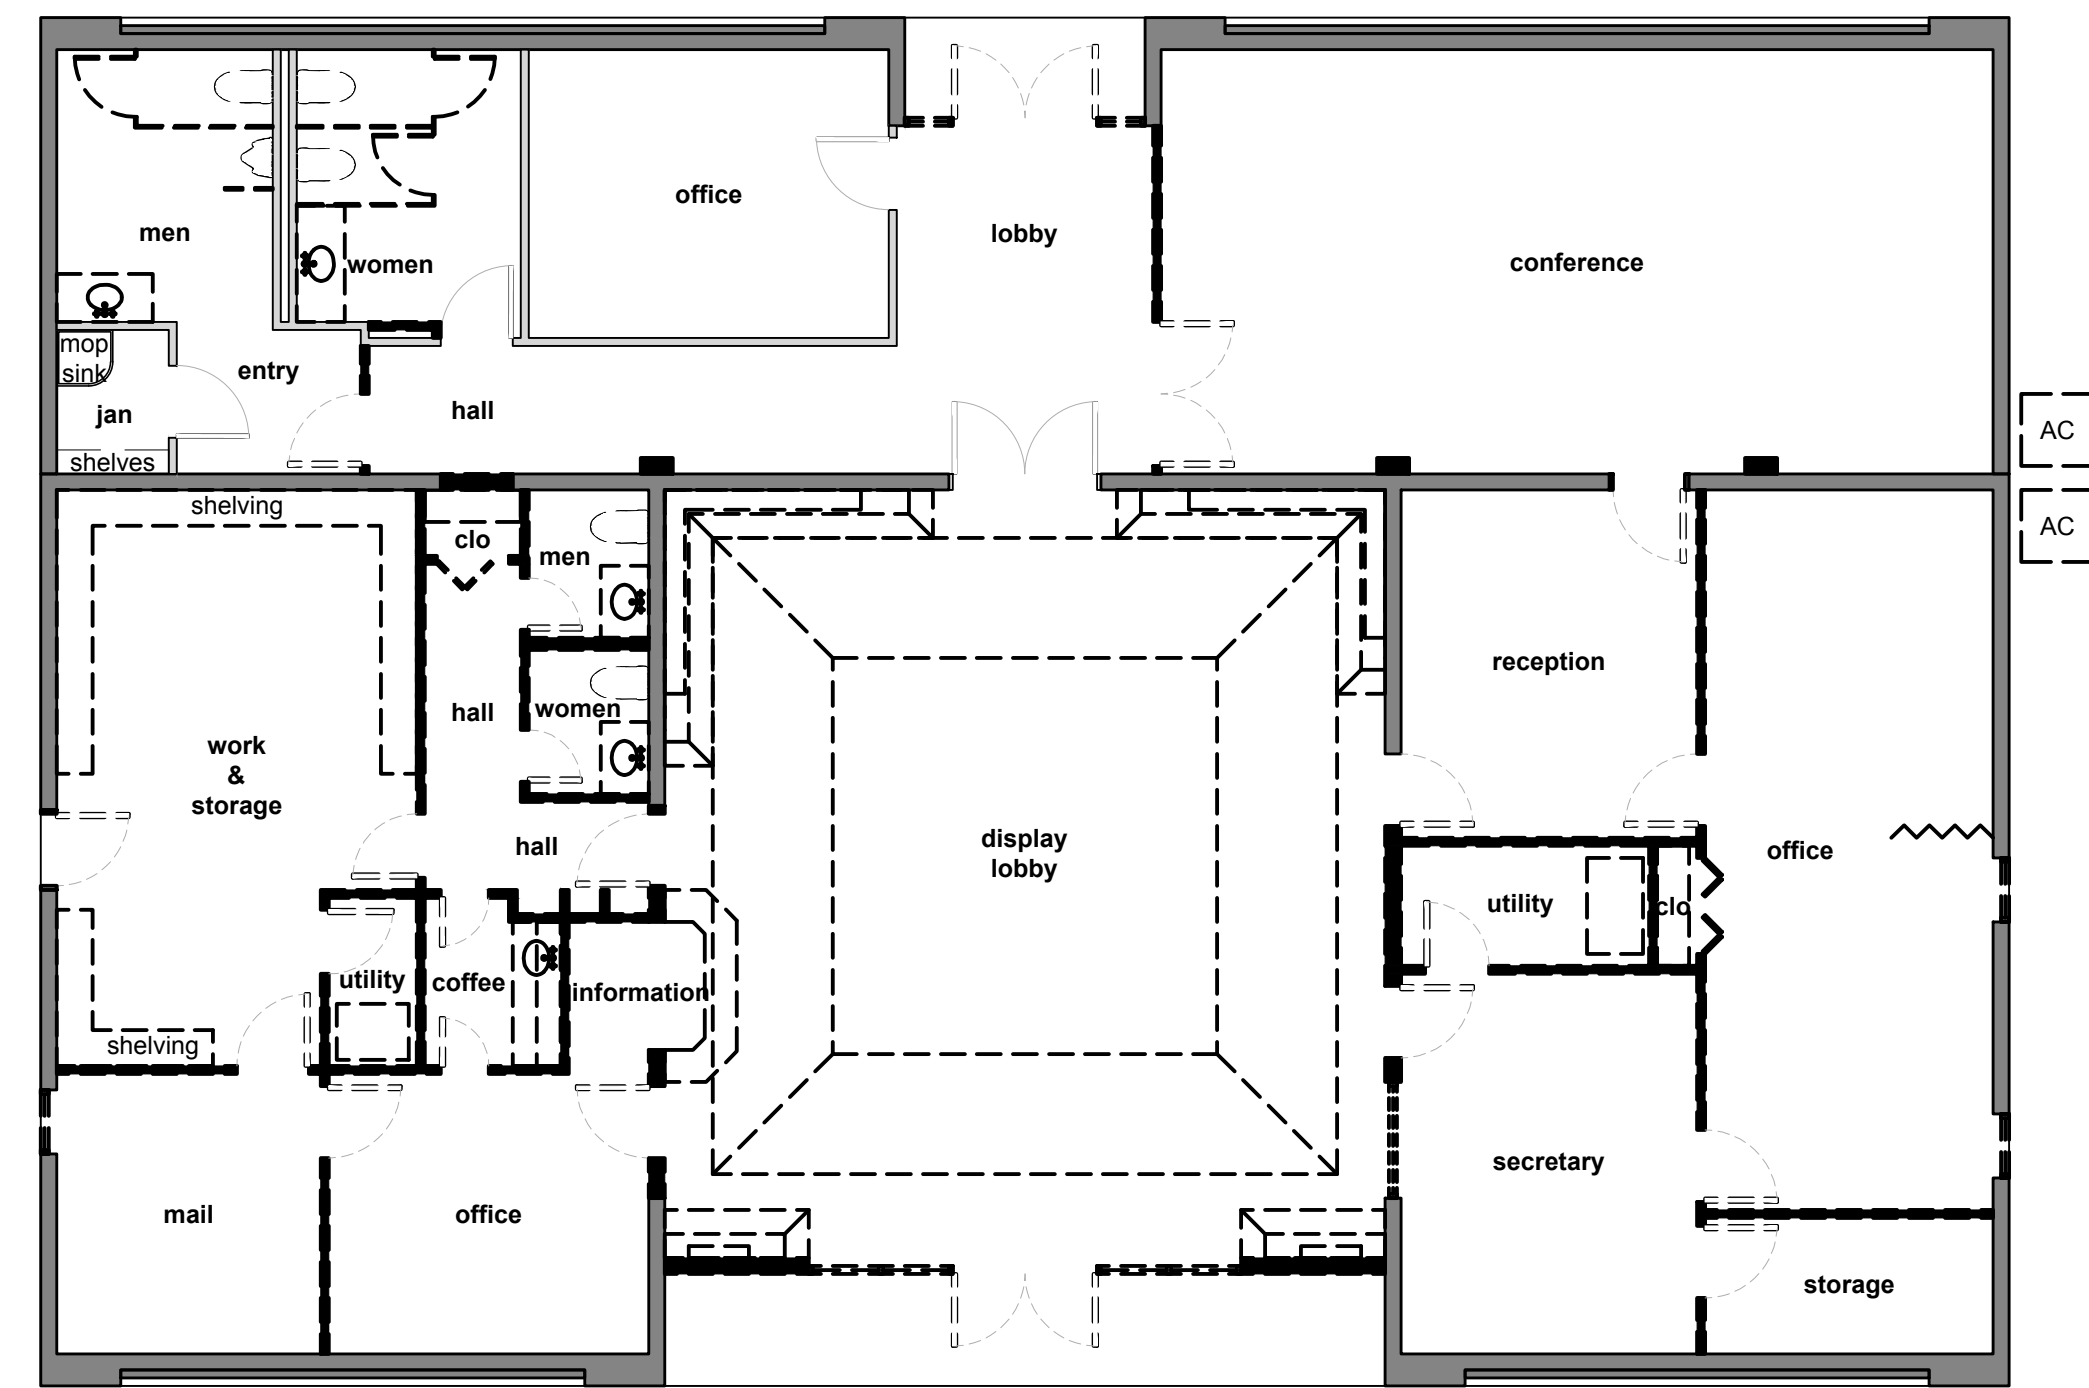 office
men
lobby
women
conference
mop
sink
entry
jan
hall
AC
shelves
shelving
AC
clo
men
reception
hall
women
work
&
storage
hall
display
lobby
office
utility
clo
utility
coffee
information
shelving
secretary
mail
office
storage